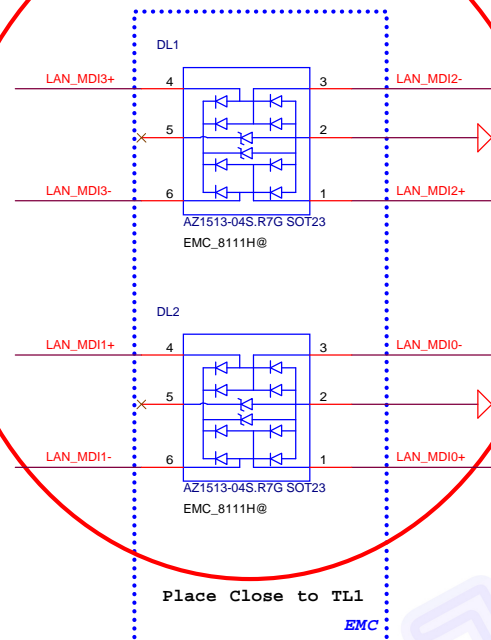 DL1
LAN_MDI3+ 4 3 LAN_MDI2-
5 2
LAN_MDI3- 6 1 LAN_MDI2+
AZ1513-04S.R7G SOT23
EMC_8111H@
DL2
LAN_MDI1+ 4 3 LAN_MDI0-
5 2
LAN_MDI1- 6 1 LAN_MDI0+
AZ1513-04S.R7G SOT23
EMC_8111H@
Place Close to TL1
EMC